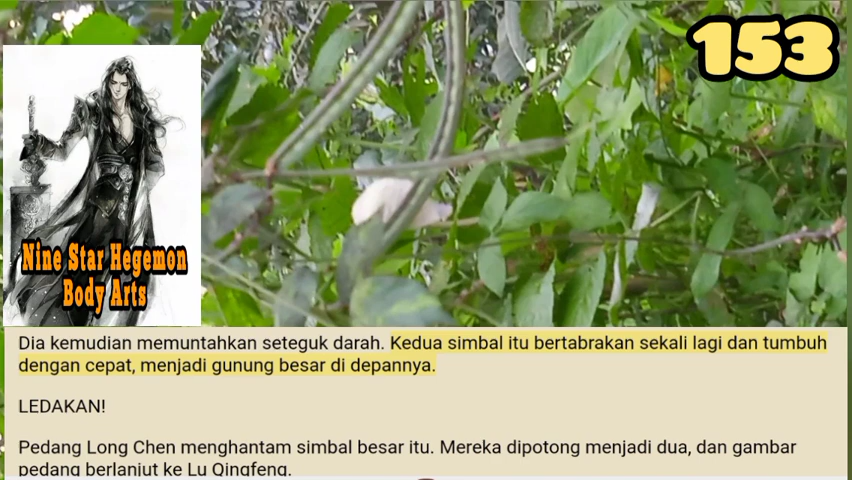 153
Nine Star Hegemon
Body Arts
Dia kemudian memuntahkan seteguk darah. Kedua simbal itu bertabrakan sekali lagi dan tumbuh
dengan cepat, menjadi gunung besar di depannya.
LEDAKAN!
Pedang Long Chen menghantam simbal besar itu. Mereka dipotong menjadi dua, dan gambar
pedang berlanjut ke Lu Qingfeng.